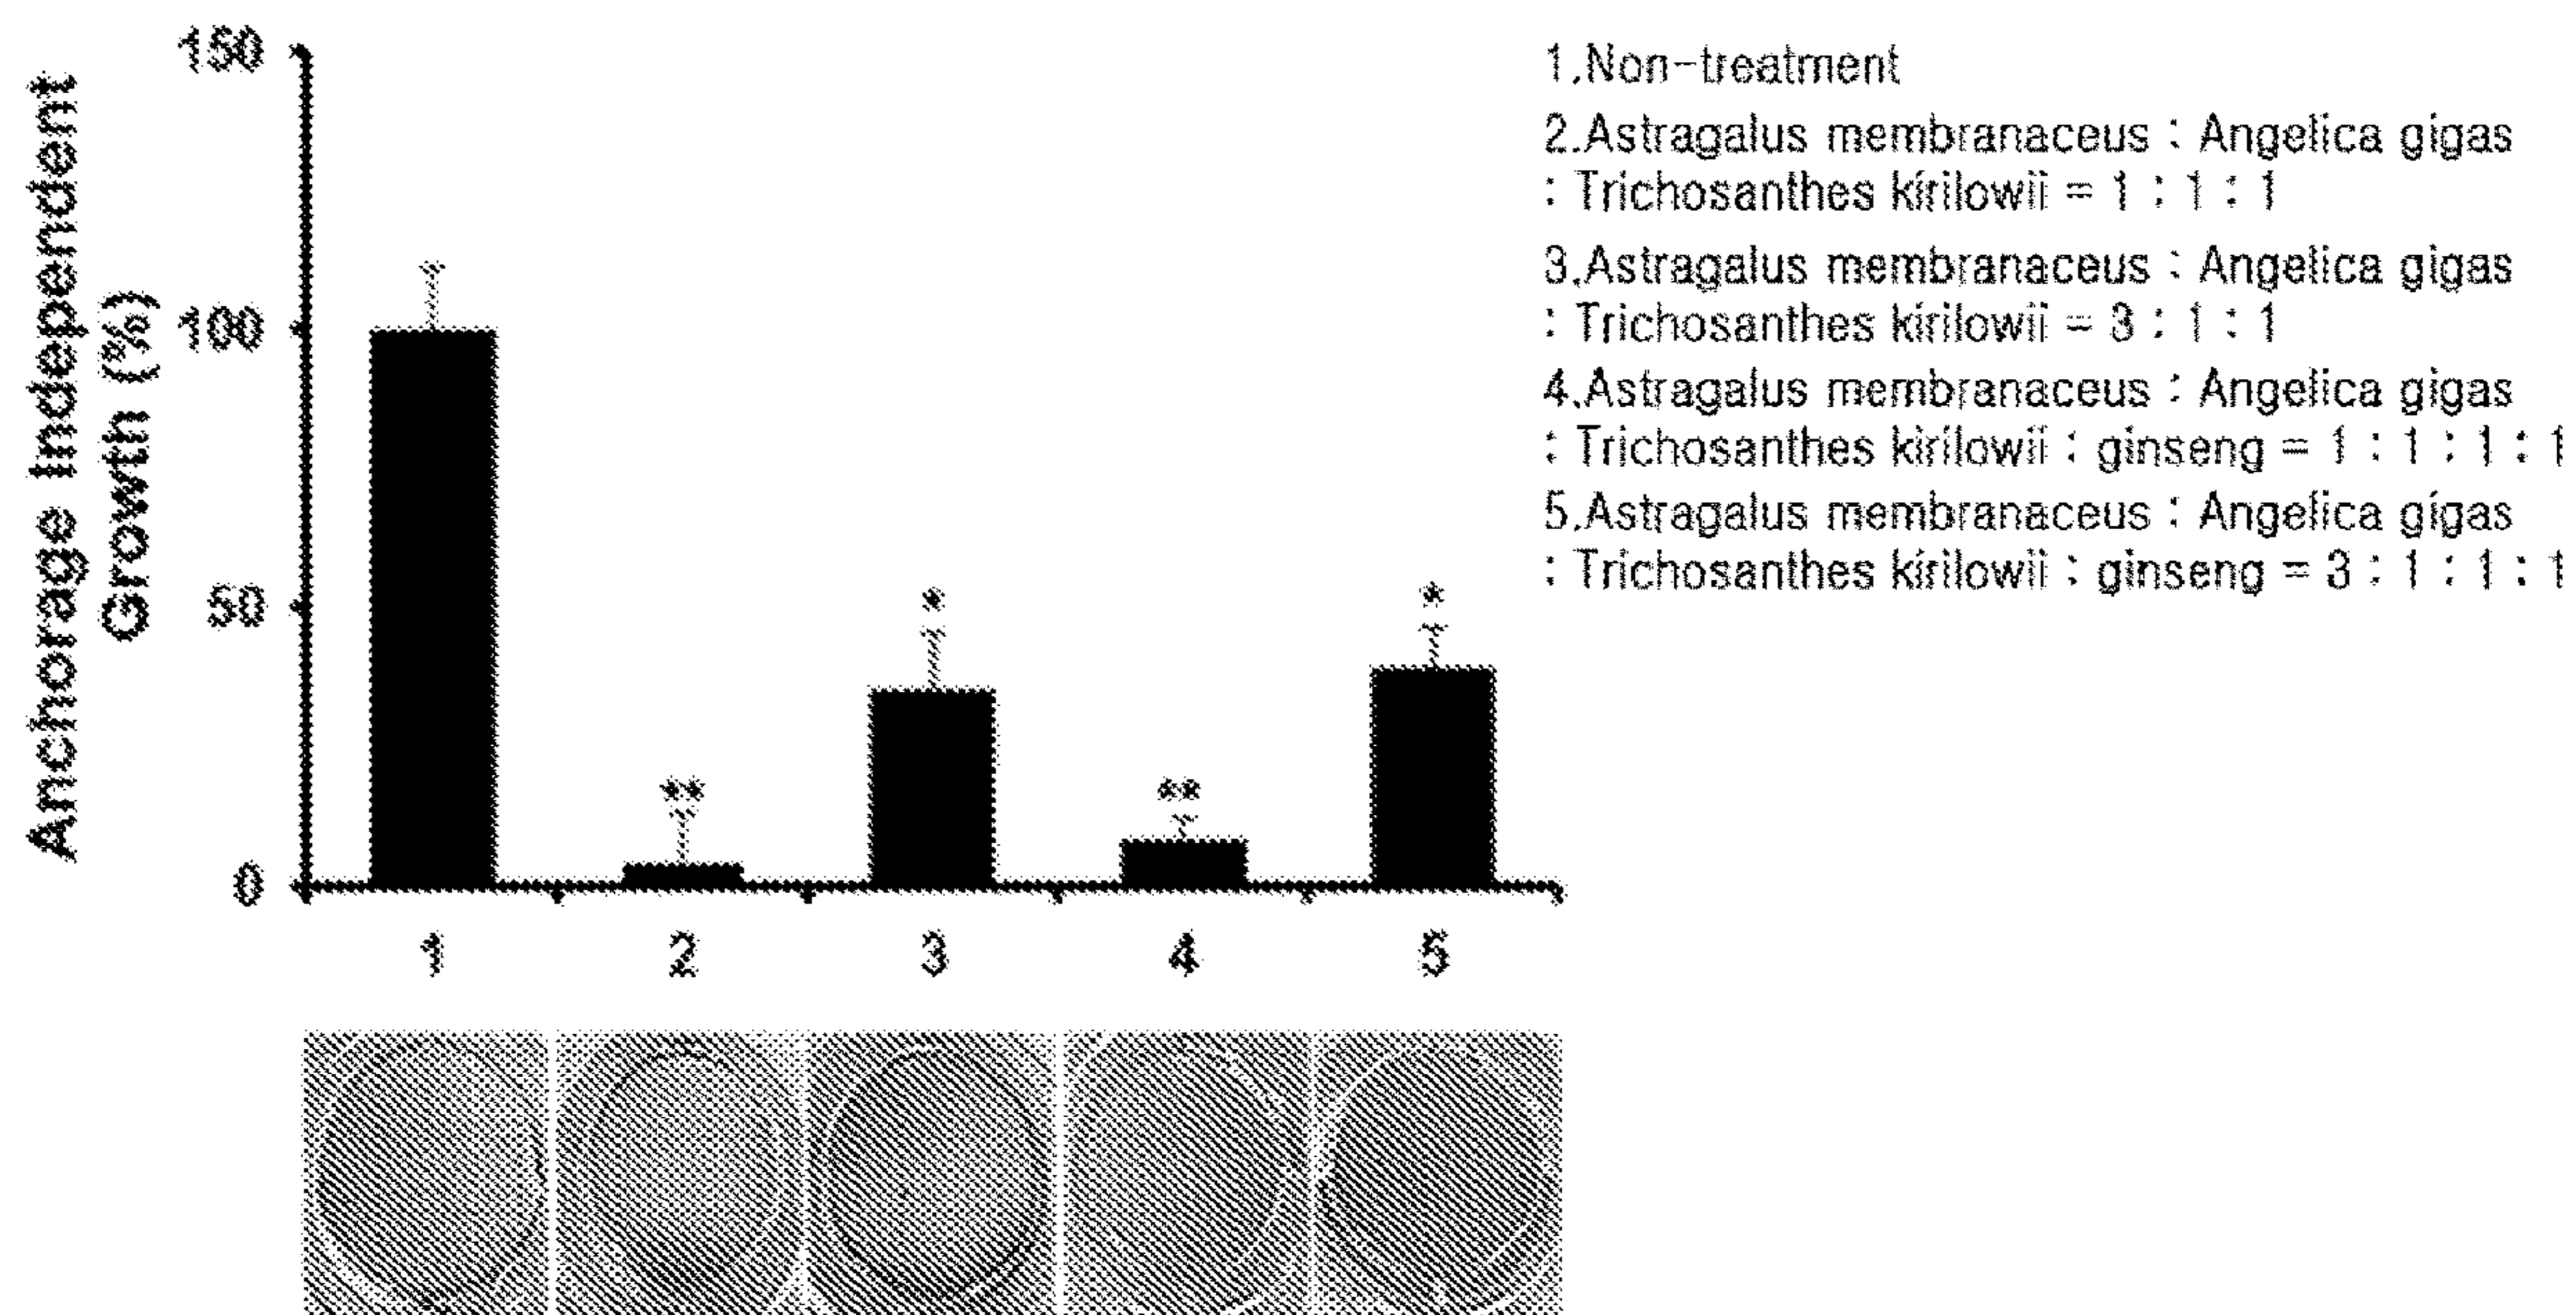 Anchorage Independent
Growth (%)
150
100
50
0
*
*
**
**
1
2
3
4
5
1.Non-treatment
2.Astragalus membranaceus : Angelica gigas
: Trichosanthes kirilowii = 1 : 1 : 1
3.Astragalus membranaceus : Angelica gigas
: Trichosanthes kirilowii = 3 : 1 : 1
4.Astragalus membranaceus : Angelica gigas
: Trichosanthes kirilowii : ginseng = 1 : 1 : 1 : 1
5.Astragalus membranaceus : Angelica gigas
: Trichosanthes kirilowii : ginseng = 3 : 1 : 1 : 1